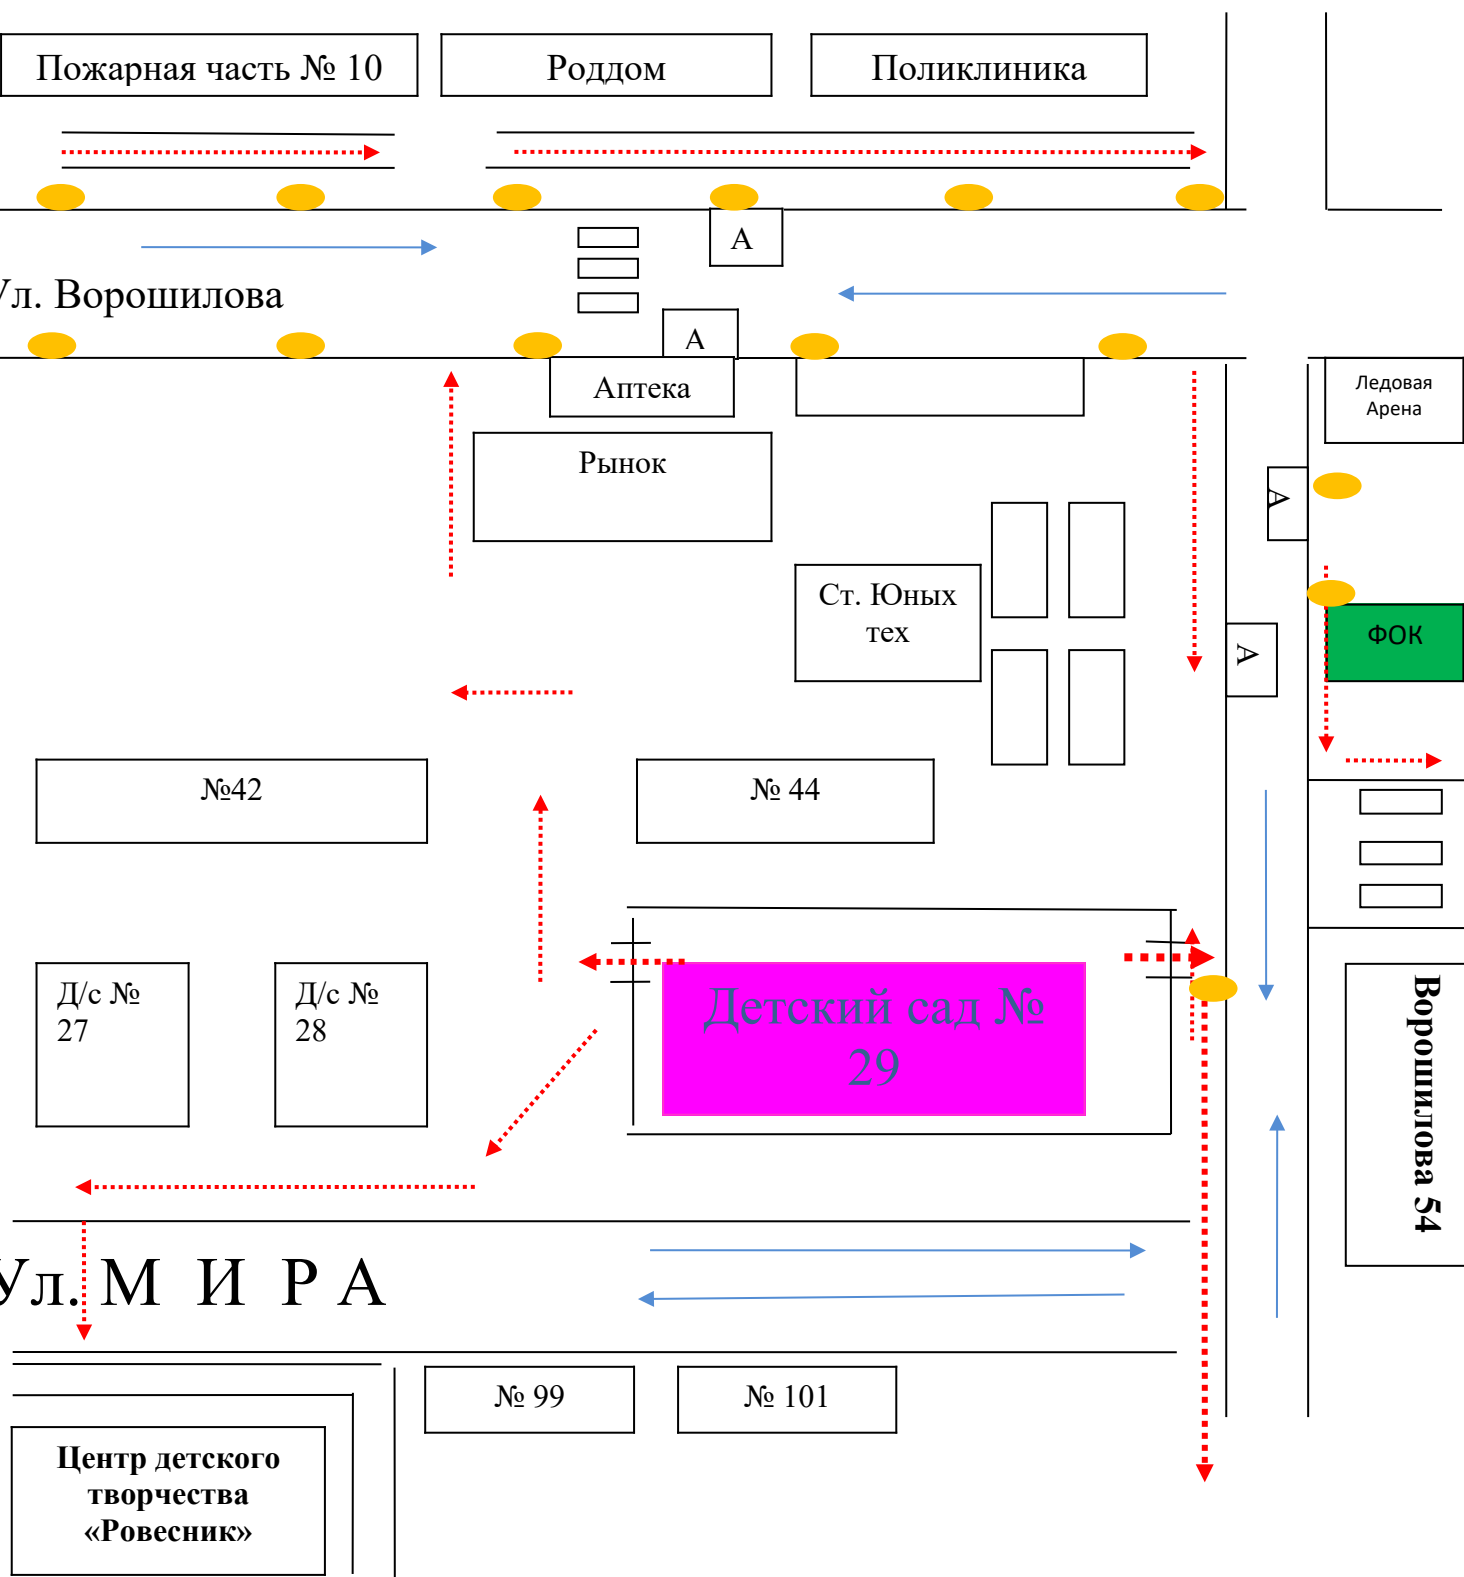 Пожарная часть № 10
Роддом
Поликлиника
А
Ул. Ворошилова
А
Аптека
Ледовая
Арена
Рынок
А
Ст. Юных
тех
ФОК
А
№42
№ 44
Д/с №
27
Д/с №
28
Детский сад №
29
Ворошилова 54
Ул. М И Р А
№ 99
№ 101
Центр детского
творчества
«Ровесник»